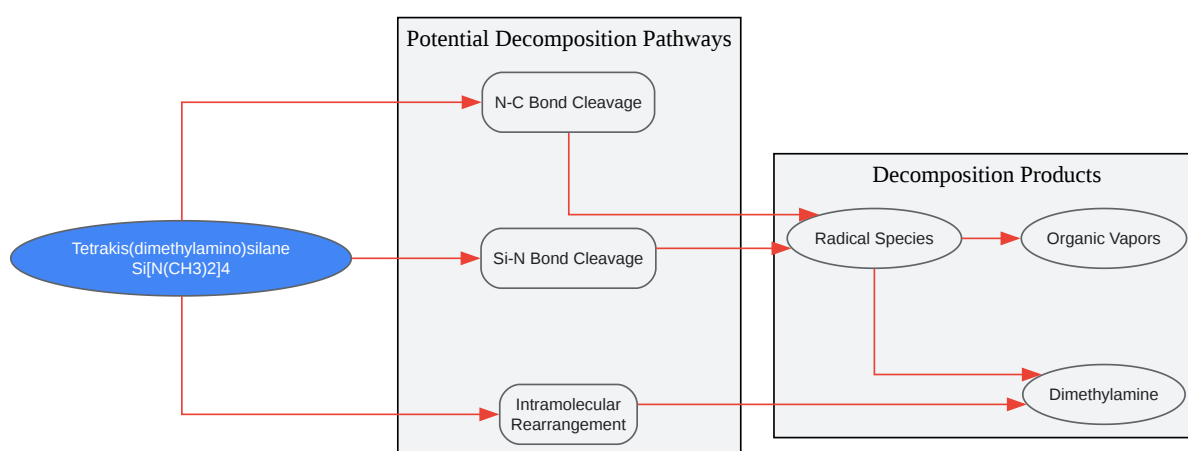 Potential Decomposition Pathways
N-C Bond Cleavage
Decomposition Products
Tetrakis(dimethylamino)silane
Si[N(CH3)2]4
Si-N Bond Cleavage
Radical Species
Organic Vapors
Intramolecular
Rearrangement
Dimethylamine